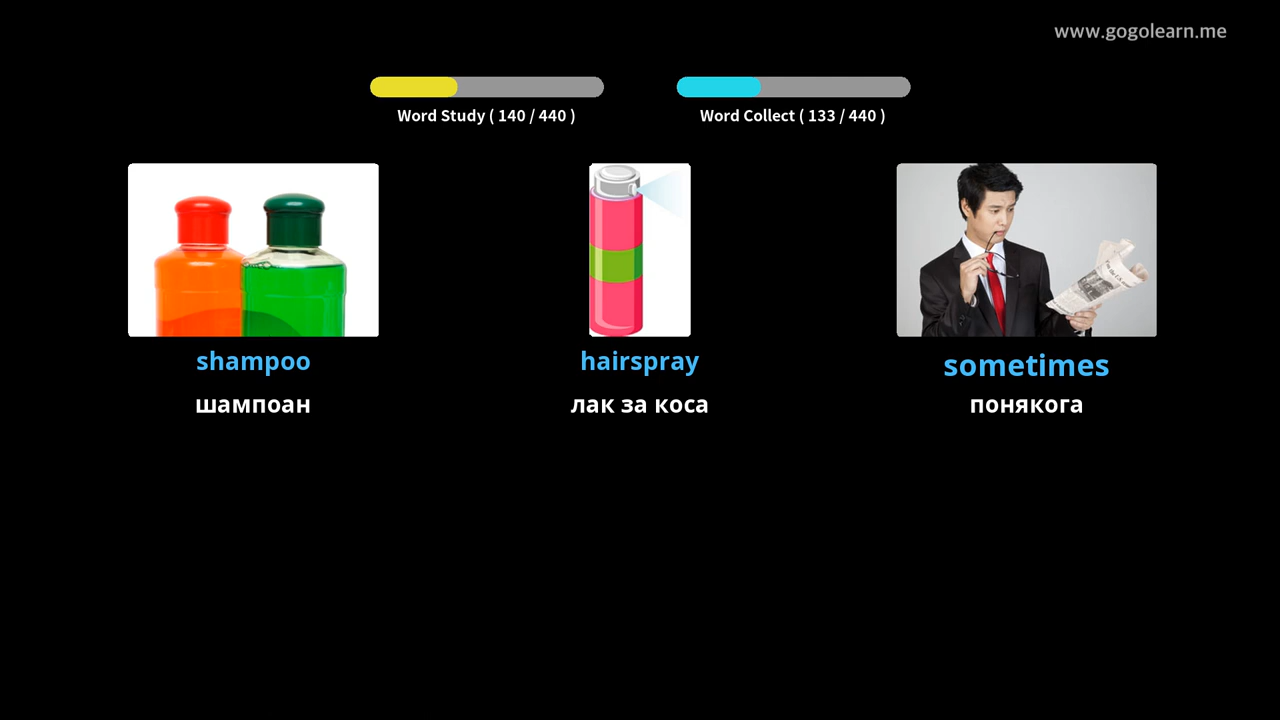 www.gogolearn.me
Word Study ( 140 / 440 )
Word Collect ( 133 / 440 )
shampoo
шампоан
hairspray
лак за коса
sometimes
понякога